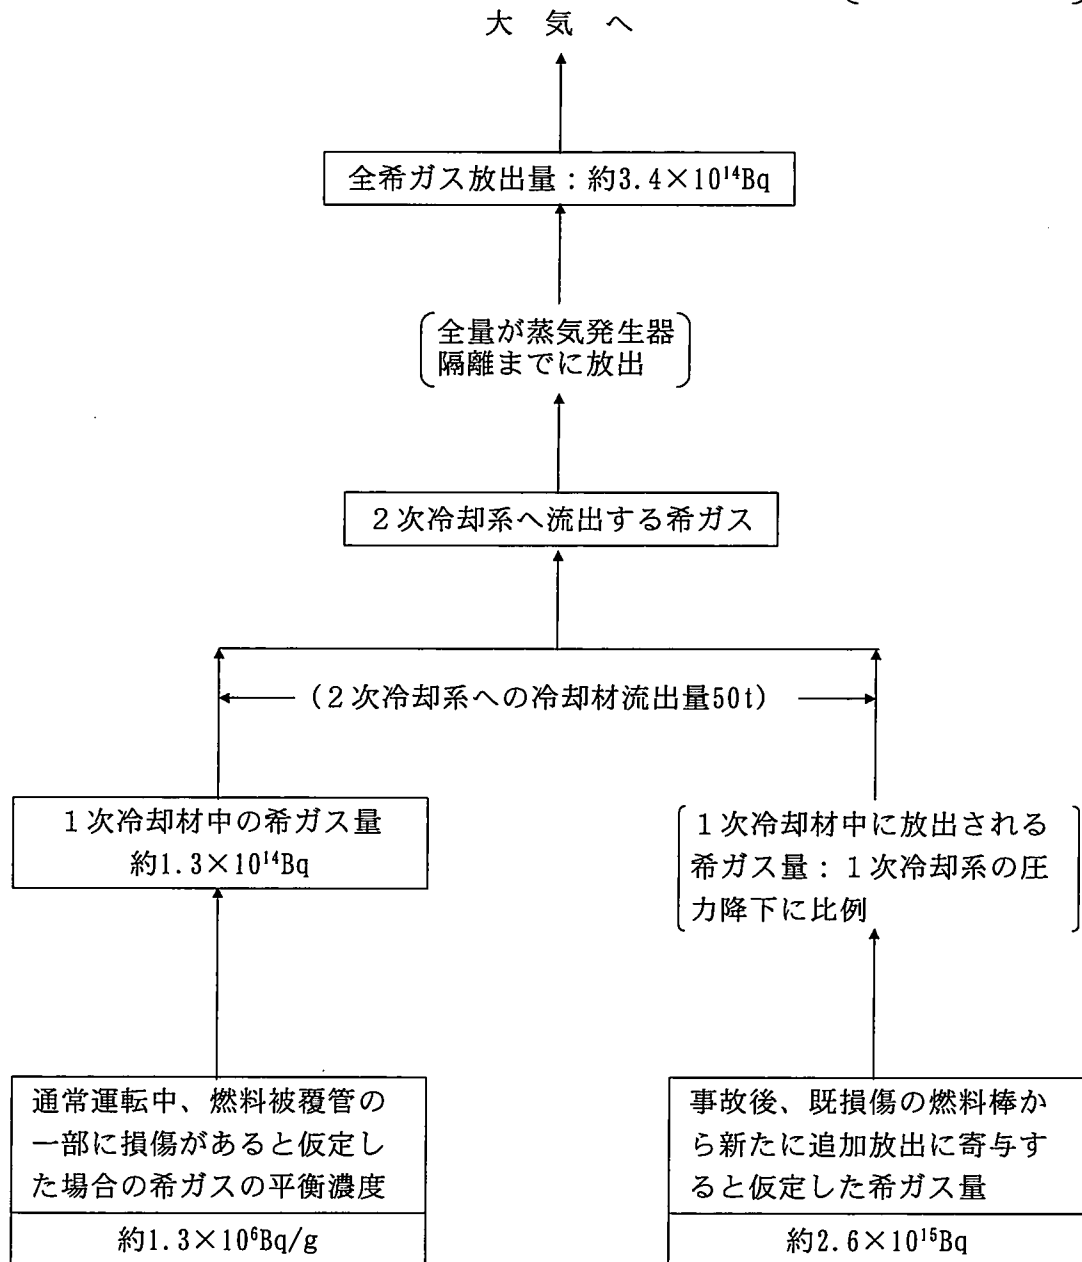 大気へ
全希ガス放出量：約3.4×10¹⁴Bq
全量が蒸気発生器
隔離までに放出
２次冷却系へ流出する希ガス
(２次冷却系への冷却材流出量50t)
１次冷却材中の希ガス量
約1.3×10¹⁴Bq
１次冷却材中に放出される
希ガス量：１次冷却系の圧
力降下に比例
通常運転中、燃料被覆管の
一部に損傷があると仮定し
た場合の希ガスの平衡濃度
約1.3×10⁶Bq/g
事故後、既損傷の燃料棒か
ら新たに追加放出に寄与す
ると仮定した希ガス量
約2.6×10¹⁵Bq